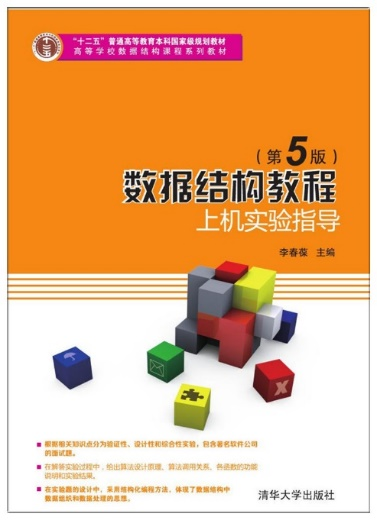 “十二五”普通高等教育本科国家级规划教材
高等学校数据结构课程系列教材
十二五
（第5版）
数据结构教程
上机实验指导
李春葆 主编
根据相关知识点分为验证性、设计性和综合性实验，包含著名软件公司
的面试题。
在解答实验过程中，给出算法设计原理、算法调用关系、各函数的功能
说明和实验结果。
在实验题的设计中，采用结构化编程方法，体现了数据结构中
数据组织和数据处理的思想。
清华大学出版社